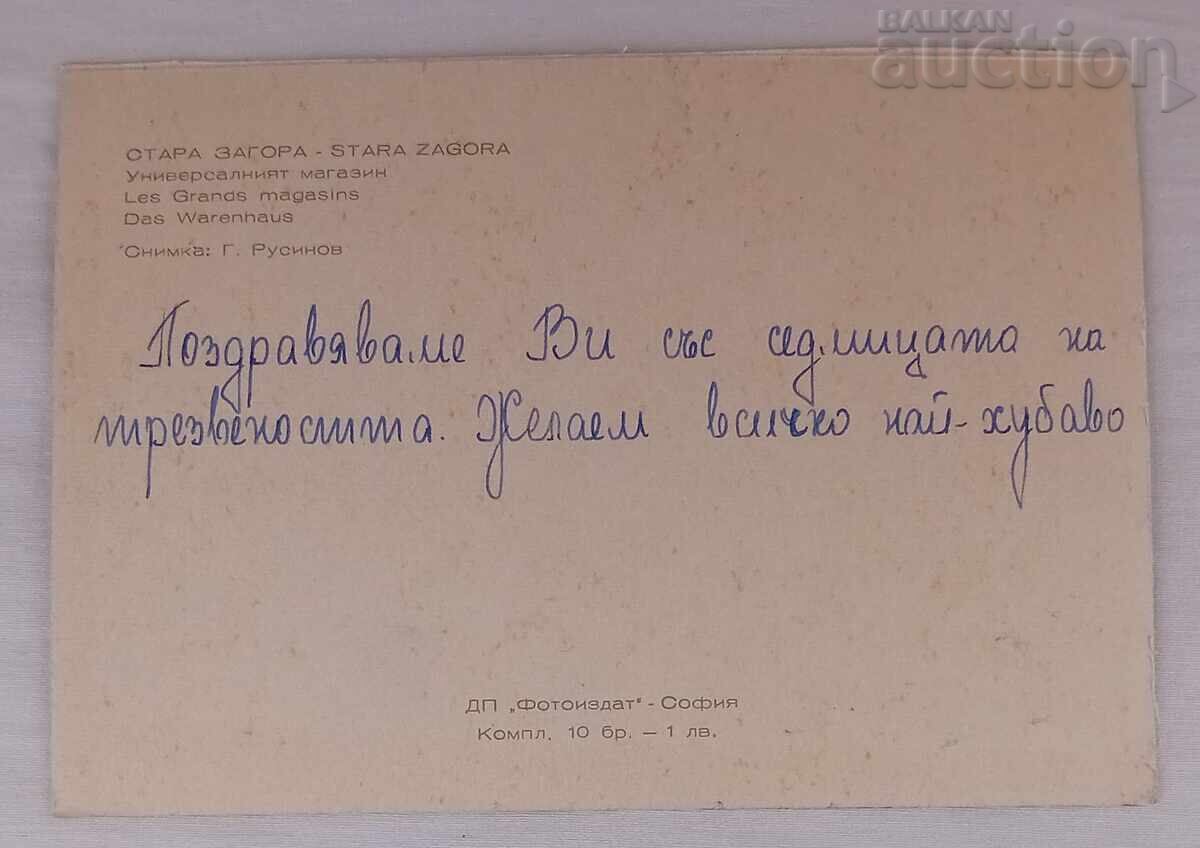 BALKAN
auction
СТАРА ЗАГОРА - STARA ZAGORA
Универсалният магазин
Les Grands magasins
Das Warenhaus
Снимка: Г. Русинов
Поздравяваме Ви със седмицата на
трезвеността. Желаем всичко най-хубаво
ДП „Фотоиздат" - София
Компл. 10 бр. — 1 лв.